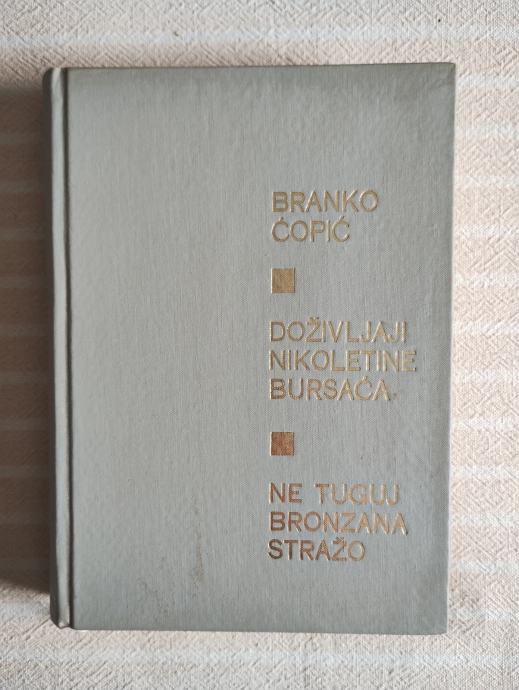 BRANKO
ĆOPIĆ
DOŽIVLJAJI
NIKOLETINE
BURSAĆA
NE TUGUJ
BRONZANA
STRAŽO